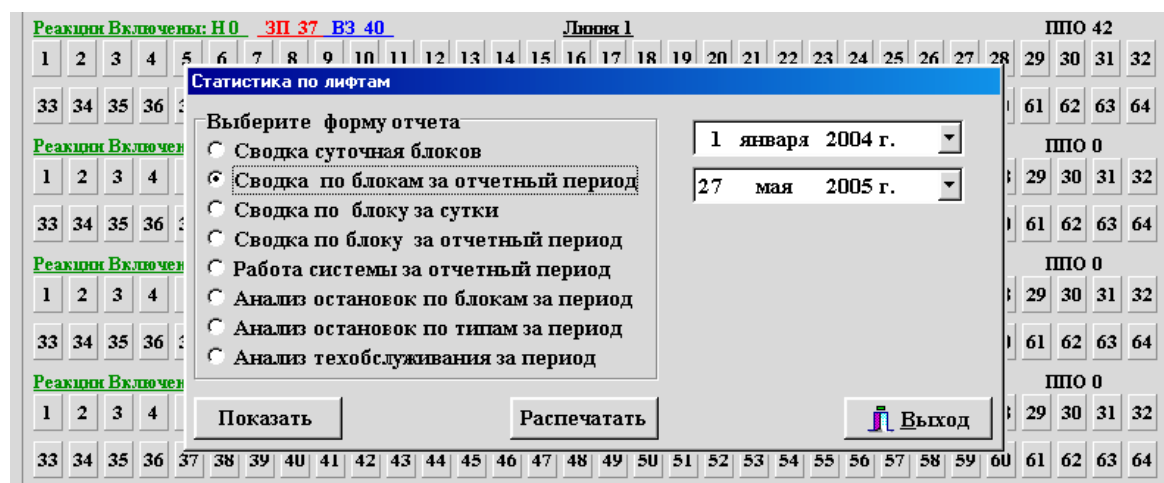 Реакции Включены: Н 0 ЗП 37 ВЗ 40 Линия 1 ППО 42
1 2 3 4 5 6 7 8 9 10 11 12 13 14 15 16 17 18 19 20 21 22 23 24 25 26 27 28 29 30 31 32
Статистика по лифтам
33 34 35 36 61 62 63 64
Выберите форму отчета
1 января 2004 г.
Сводка суточная блоков
Реакции Включен ППО 0
Сводка по блокам за отчетный период
27 мая 2005 г.
1 2 3 4 29 30 31 32
Сводка по блоку за сутки
33 34 35 36 61 62 63 64
Сводка по блоку за отчетный период
Реакции Включен ППО 0
Работа системы за отчетный период
1 2 3 4 29 30 31 32
Анализ остановок по блокам за период
Анализ остановок по типам за период
33 34 35 36 61 62 63 64
Анализ техобслуживания за период
Реакции Включен ППО 0
1 2 3 4 29 30 31 32
Показать Распечатать Выход
33 34 35 36 37 38 39 40 41 42 43 44 45 46 47 48 49 50 51 52 53 54 55 56 57 58 59 60 61 62 63 64